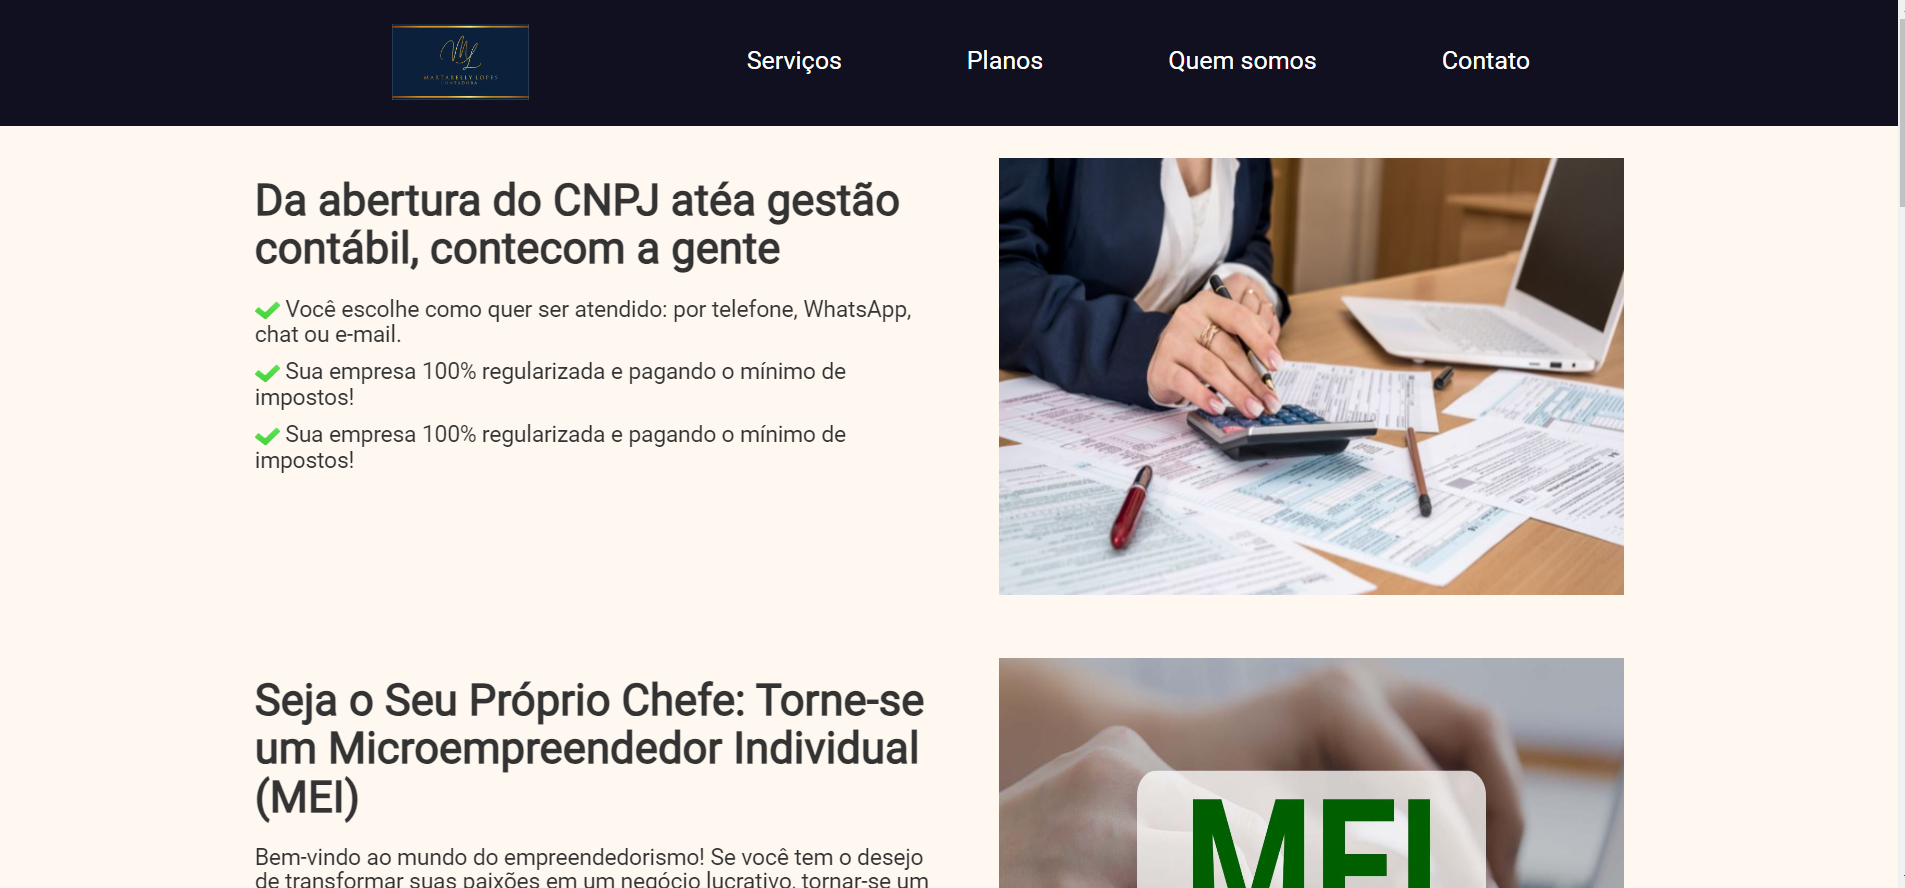 MARTAKELLY LOPES
CONTADORA
Serviços
Planos
Quem somos
Contato
Da abertura do CNPJ atéa gestão
contábil, contecom a gente
Você escolhe como quer ser atendido: por telefone, WhatsApp,
chat ou e-mail.
Sua empresa 100% regularizada e pagando o mínimo de
impostos!
Sua empresa 100% regularizada e pagando o mínimo de
impostos!
Seja o Seu Próprio Chefe: Torne-se
um Microempreendedor Individual
(MEI)
Bem-vindo ao mundo do empreendedorismo! Se você tem o desejo
de transformar suas paixões em um negócio lucrativo, tornar-se um
MEI